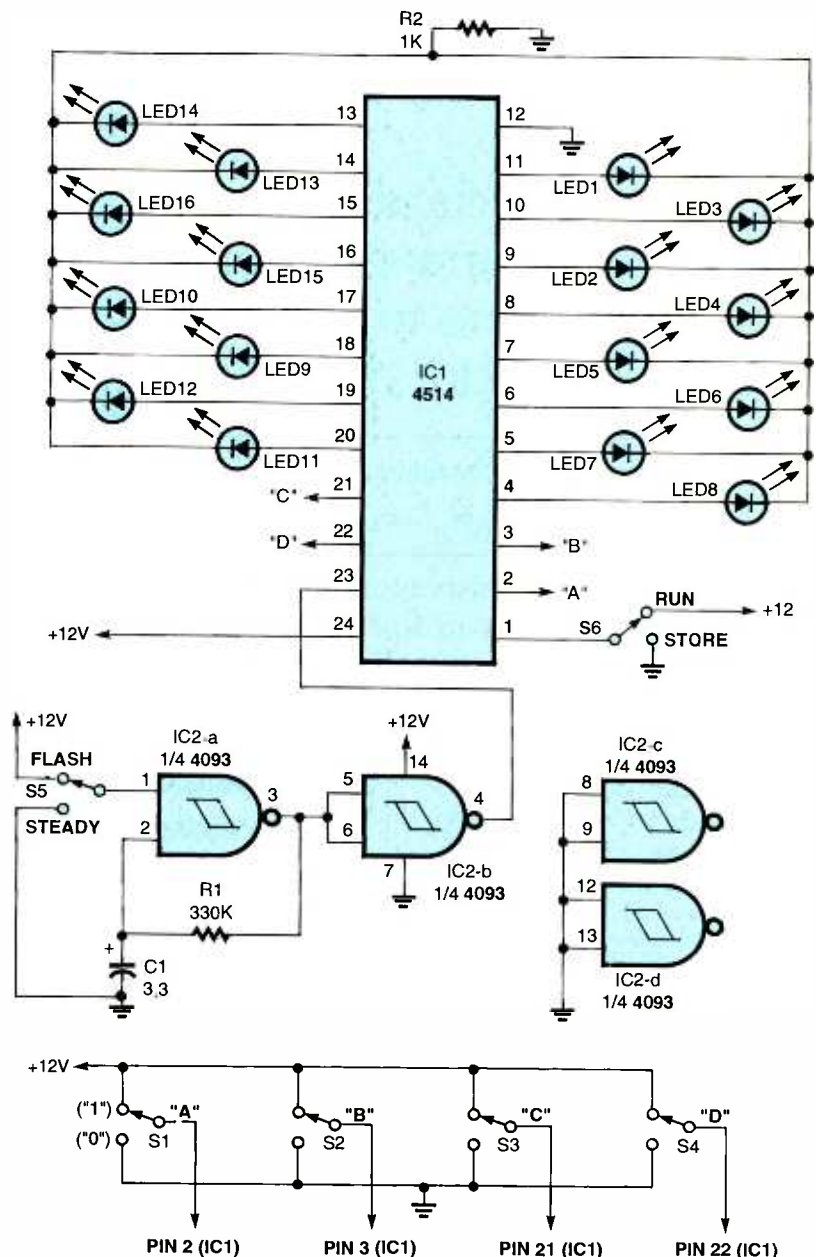 R2
1K
LED14
13
12
14
LED13
11
LED1
LED16
15
10
LED3
16
LED15
9
LED2
LED10
17
8
LED4
18
LED9
7
LED5
IC1
4514
LED12
19
6
LED6
20
LED11
5
LED7
"C"
21
4
LED8
"D"
22
3
"B"
23
2
"A"
+12V
24
1
S6
RUN
+12
STORE
+12V
FLASH
S5
STEADY
IC2-a
1/4 4093
1
2
3
R1
330K
+
C1
3.3
+12V
14
5
6
4
7
IC2-b
1/4 4093
IC2-c
1/4 4093
8
9
12
13
IC2-d
1/4 4093
+12V
("1")
("0")
"A"
S1
"B"
S2
"C"
S3
"D"
S4
PIN 2 (IC1)
PIN 3 (IC1)
PIN 21 (IC1)
PIN 22 (IC1)